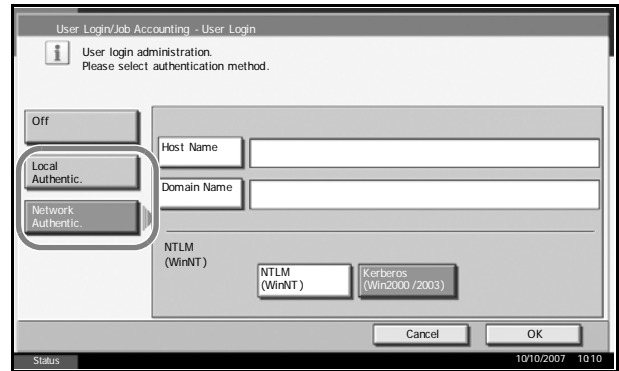 User Login/Job Accounting - User Login
User login administration.
Please select authentication method.
Off
Local
Authentic.
Network
Authentic.
Host Name
Domain Name
NTLM
(WinNT)
NTLM
(WinNT)
Kerberos
(Win2000/2003)
Cancel
OK
Status
10/10/2007 10:10